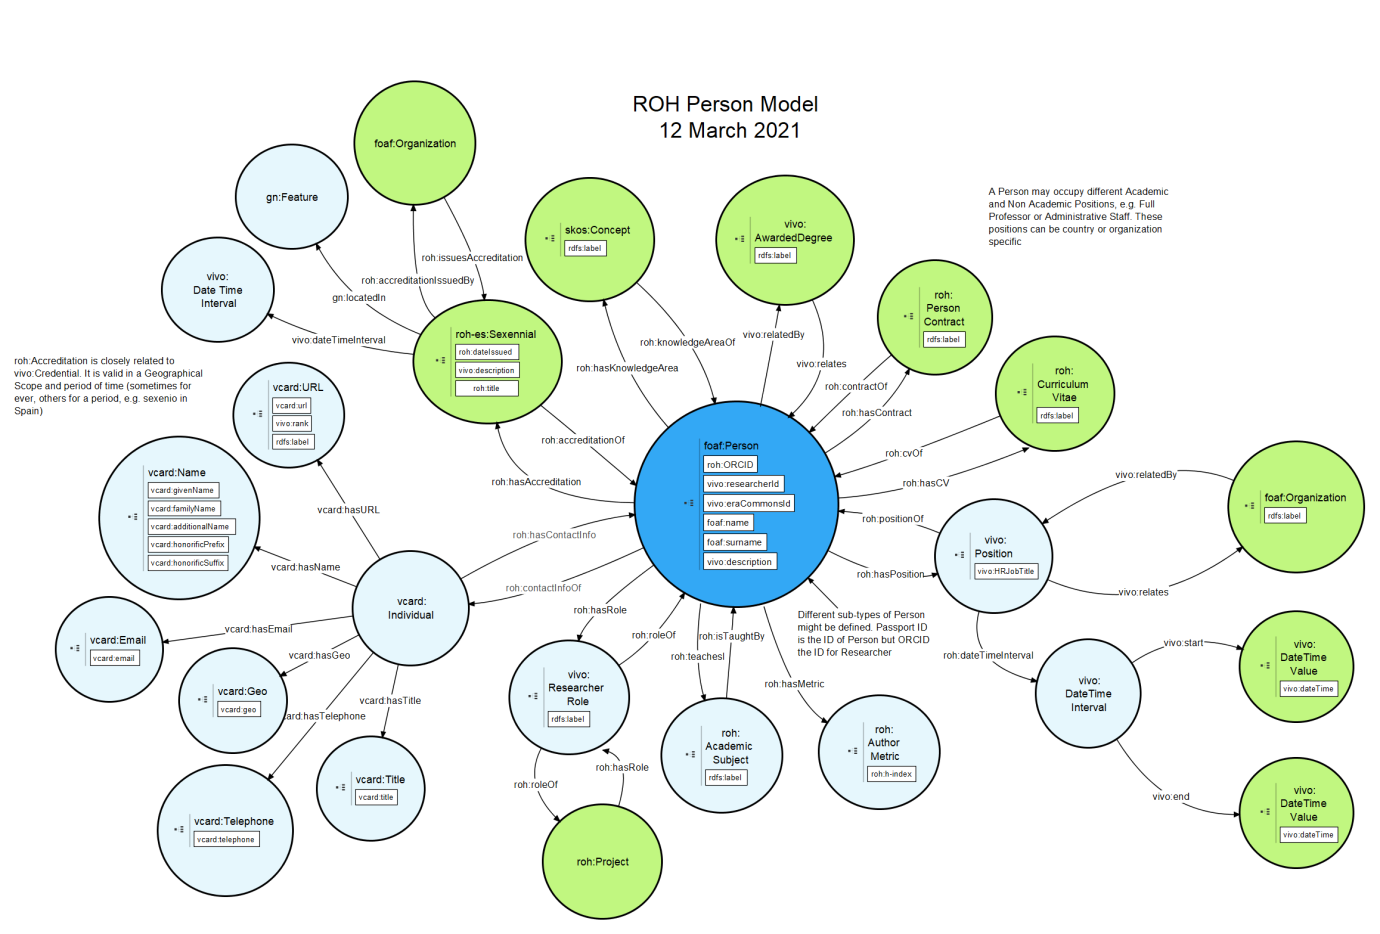 ROH Person Model
12 March 2021
foaf:Organization
gn:Feature
vivo:
Date Time
Interval
roh:issuesAccreditation
roh:accreditationIssuedBy
gn:locatedIn
vivo:dateTimeInterval
roh-es:Sexennial
roh:dateIssued
vivo:description
roh:title
skos:Concept
rdfs:label
vivo:
AwardedDegree
rdfs:label
A Person may occupy different Academic
and Non Academic Positions, e.g. Full
Professor or Administrative Staff. These
positions can be country or organization
specific
roh:
Person
Contract
rdfs:label
roh:
Curriculum
Vitae
rdfs:label
roh:knowledgeAreaOf
roh:hasKnowledgeArea
vivo:relatedBy
vivo:relates
roh:contractOf
roh:hasContract
roh:cvOf
roh:hasCV
roh:Accreditation is closely related to
vivo:Credential. It is valid in a Geographical
Scope and period of time (sometimes for
ever, others for a period, e.g. sexenio in
Spain)
vcard:URL
vcard:url
vivo:rank
rdfs:label
roh:accreditationOf
roh:hasAccreditation
foaf:Person
roh:ORCID
vivo:researcherId
vivo:eraCommonsId
foaf:name
foaf:surname
vivo:description
vcard:Name
vcard:givenName
vcard:familyName
vcard:additionalName
vcard:honorificPrefix
vcard:honorificSuffix
vcard:hasURL
vcard:hasName
roh:hasContactInfo
roh:contactInfoOf
vcard:
Individual
vcard:hasEmail
vcard:Email
vcard:email
vcard:hasGeo
vcard:Geo
vcard:geo
vcard:hasTelephone
vcard:Telephone
vcard:telephone
vcard:hasTitle
vcard:Title
vcard:title
roh:positionOf
roh:hasPosition
vivo:
Position
vivo:HRJobTitle
vivo:relatedBy
vivo:relates
foaf:Organization
rdfs:label
Different sub-types of Person
might be defined. Passport ID
is the ID of Person but ORCID
the ID for Researcher
roh:dateTimeInterval
vivo:
DateTime
Interval
vivo:start
vivo:
DateTime
Value
vivo:dateTime
vivo:end
vivo:
DateTime
Value
vivo:dateTime
roh:hasRole
roh:roleOf
vivo:
Researcher
Role
rdfs:label
roh:isTaughtBy
roh:teachesl
roh:
Academic
Subject
rdfs:label
roh:hasMetric
roh:
Author
Metric
roh:h-index
roh:roleOf
roh:hasRole
roh:Project